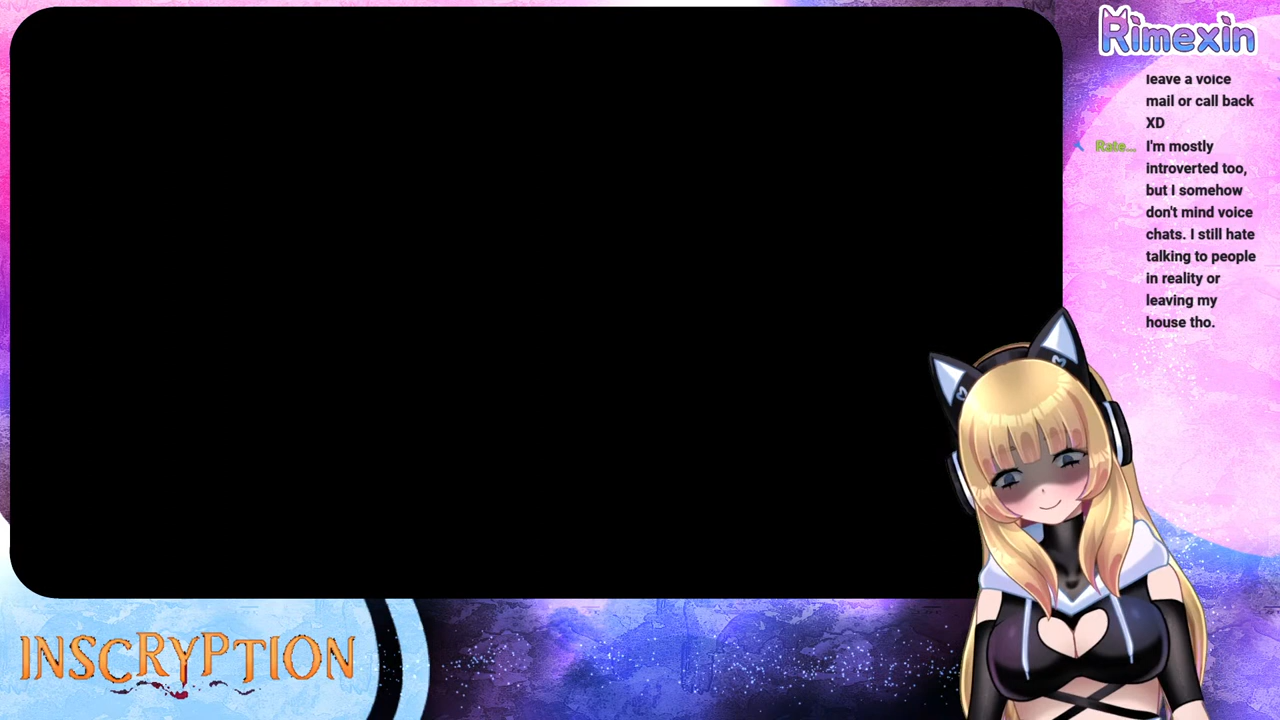 Rimexin
leave a voice
mail or call back
XD
Rate... I'm mostly
introverted too,
but I somehow
don't mind voice
chats. I still hate
talking to people
in reality or
leaving my
house tho.
INSCRYPTION